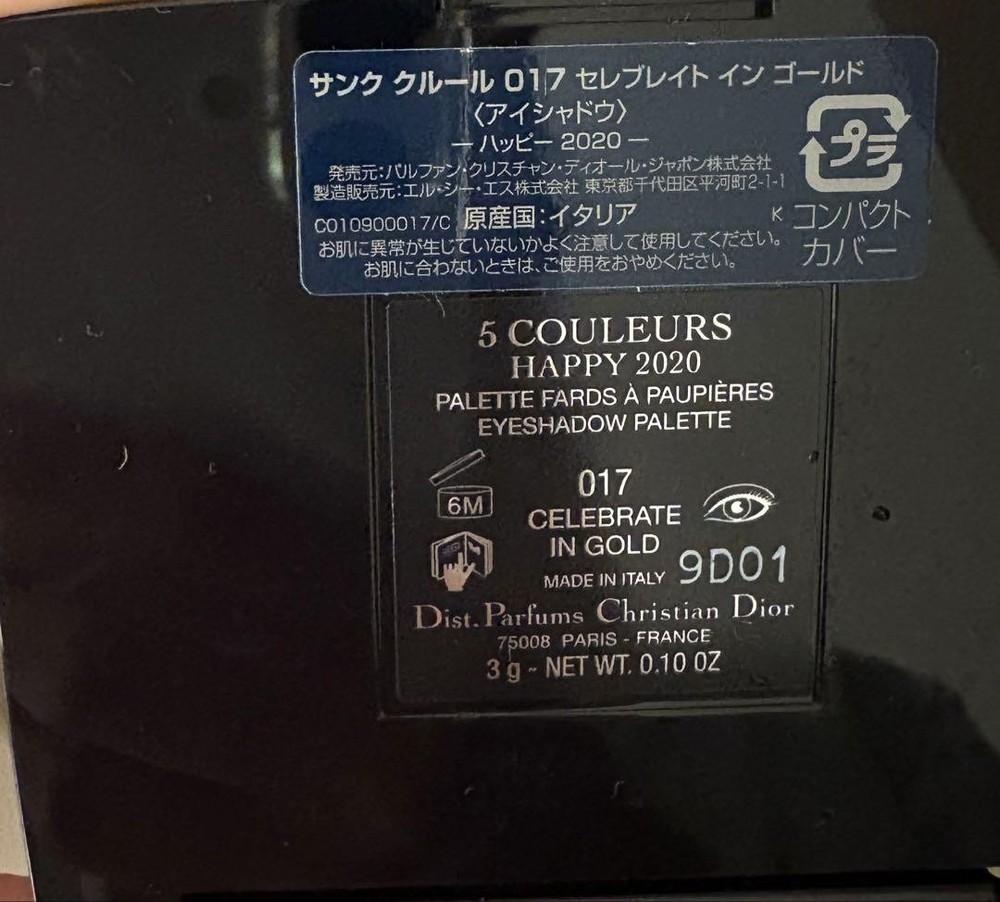 サンク クルール 017 セレブレイト イン ゴールド
〈アイシャドウ〉
― ハッピー 2020 ―
発売元:パルファン・クリスチャン・ディオール・ジャポン株式会社
製造販売元:エル・シー・エス株式会社 東京都千代田区平河町2-1-1
C010900017/C 原産国:イタリア
お肌に異常が生じていないかよく注意して使用してください。
お肌に合わないときは、ご使用をおやめください。
プラ
K コンパクト
カバー
5 COULEURS
HAPPY 2020
PALETTE FARDS À PAUPIÈRES
EYESHADOW PALETTE
6M
017
CELEBRATE
IN GOLD
MADE IN ITALY 9D01
Dist. Parfums Christian Dior
75008 PARIS - FRANCE
3 g - NET WT. 0.10 OZ